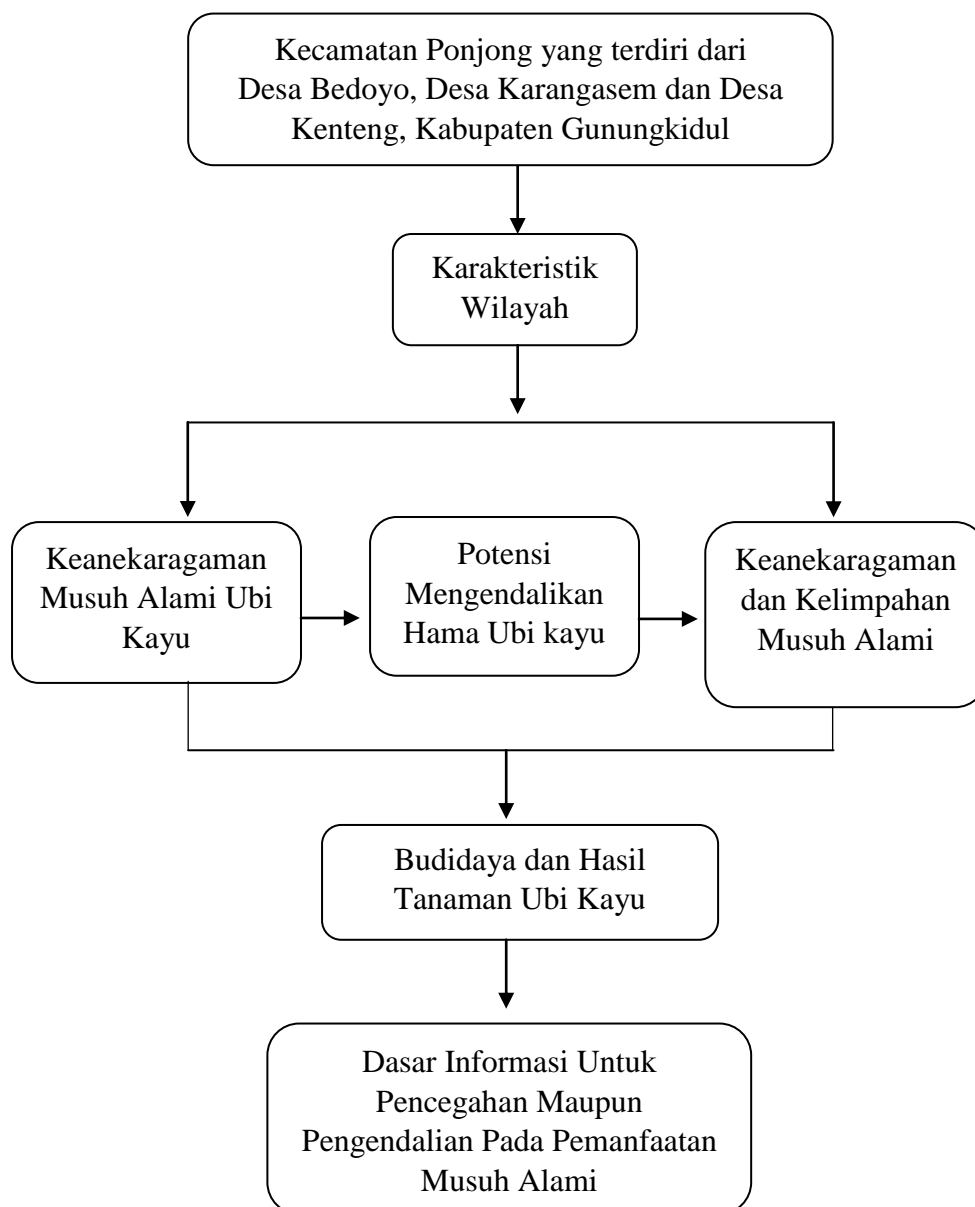 Kecamatan Ponjong yang terdiri dari
Desa Bedoyo, Desa Karangasem dan Desa
Kenteng, Kabupaten Gunungkidul
Karakteristik
Wilayah
Keanekaragaman
Musuh Alami Ubi
Kayu
Potensi
Mengendalikan
Hama Ubi kayu
Keanekaragaman
dan Kelimpahan
Musuh Alami
Budidaya dan Hasil
Tanaman Ubi Kayu
Dasar Informasi Untuk
Pencegahan Maupun
Pengendalian Pada Pemanfaatan
Musuh Alami